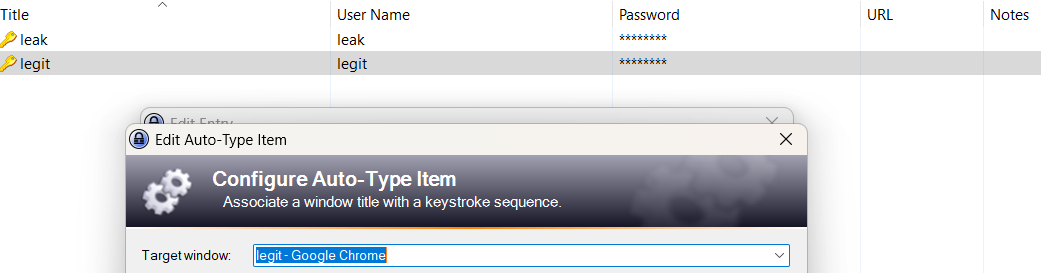 Title User Name Password URL Notes
leak leak ********
legit legit ********
Edit Entry
Edit Auto-Type Item
Configure Auto-Type Item
Associate a window title with a keystroke sequence.
Target window: legit - Google Chrome